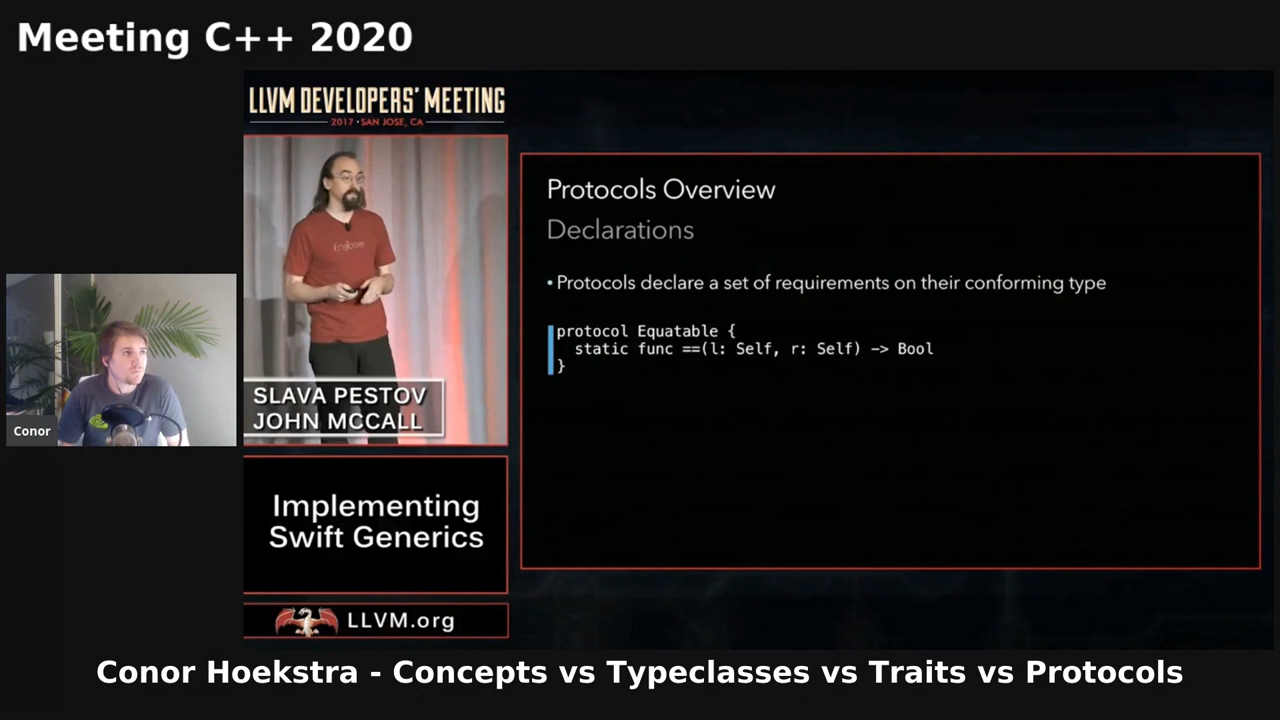 Meeting C++ 2020
LLVM DEVELOPERS' MEETING
2017 • SAN JOSE, CA
SLAVA PESTOV
JOHN MCCALL
Implementing
Swift Generics
LLVM.org
Protocols Overview
Declarations
• Protocols declare a set of requirements on their conforming type
protocol Equatable {
static func ==(l: Self, r: Self) -> Bool
}
Conor
Conor Hoekstra - Concepts vs Typeclasses vs Traits vs Protocols